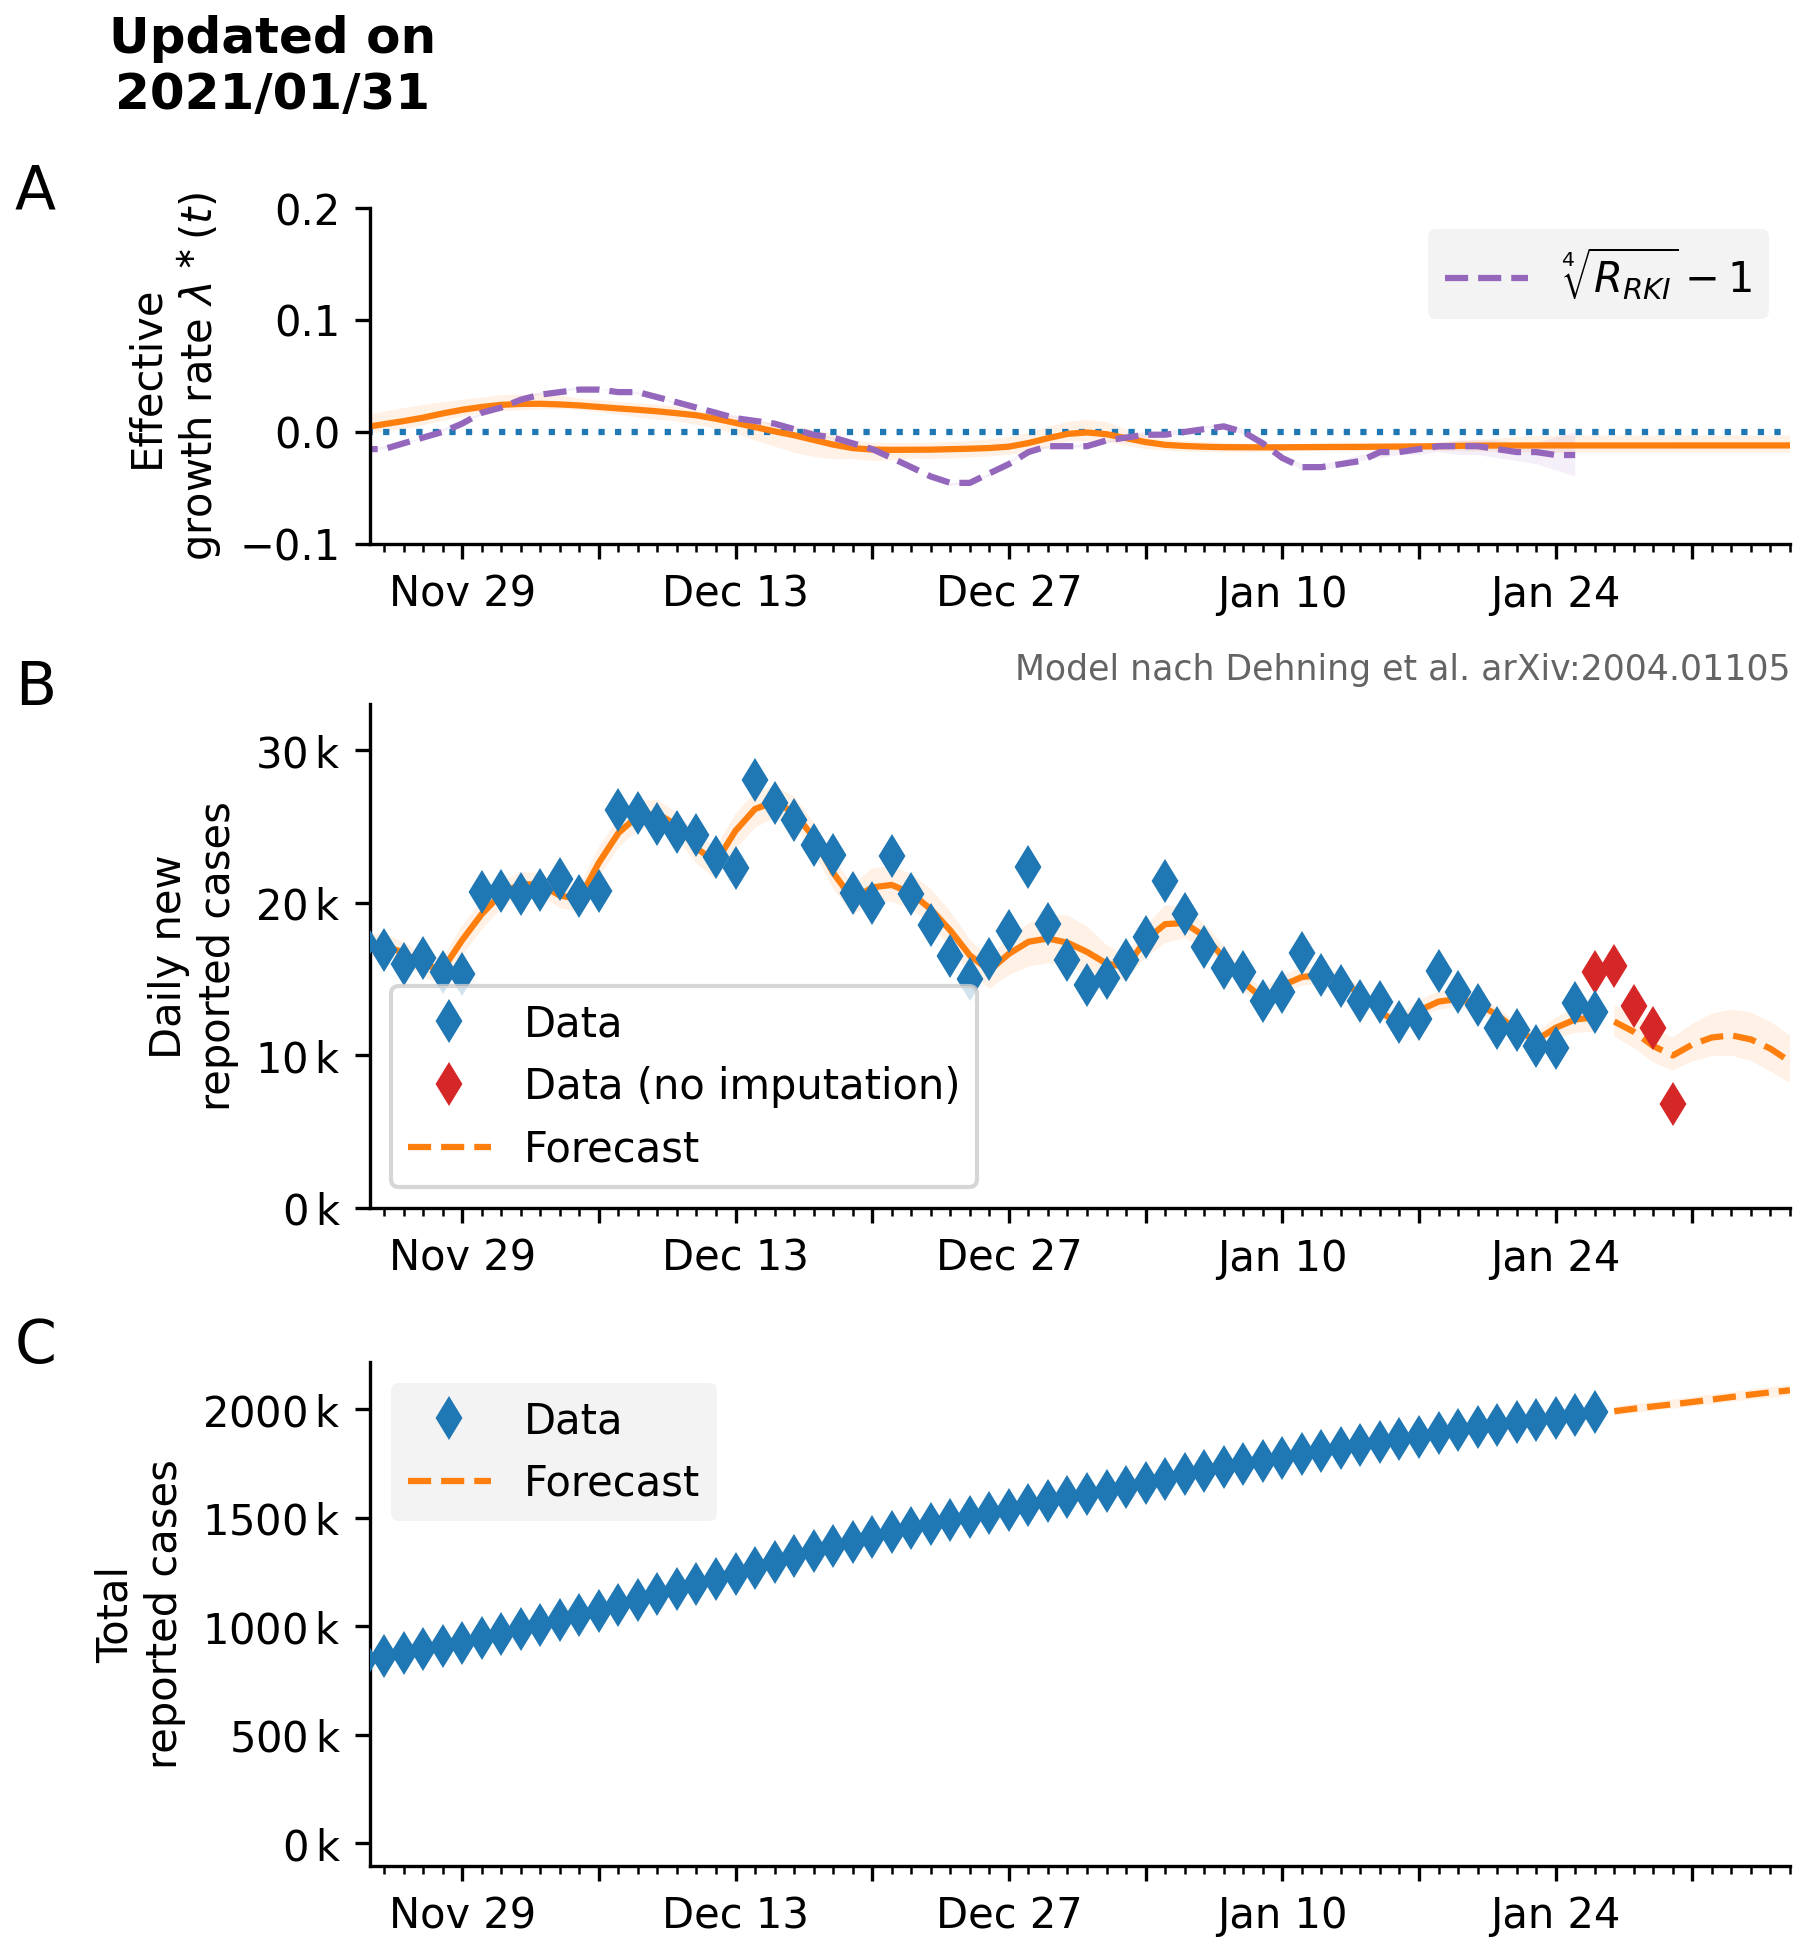 Updated on
2021/01/31
A
Effective
growth rate λ * (t)
0.2
0.1
0.0
−0.1
∜R_RKI − 1
Nov 29 Dec 13 Dec 27 Jan 10 Jan 24
Model nach Dehning et al. arXiv:2004.01105
B
Daily new
reported cases
30 k
20 k
10 k
0 k
Data
Data (no imputation)
Forecast
Nov 29 Dec 13 Dec 27 Jan 10 Jan 24
C
Total
reported cases
2000 k
1500 k
1000 k
500 k
0 k
Data
Forecast
Nov 29 Dec 13 Dec 27 Jan 10 Jan 24